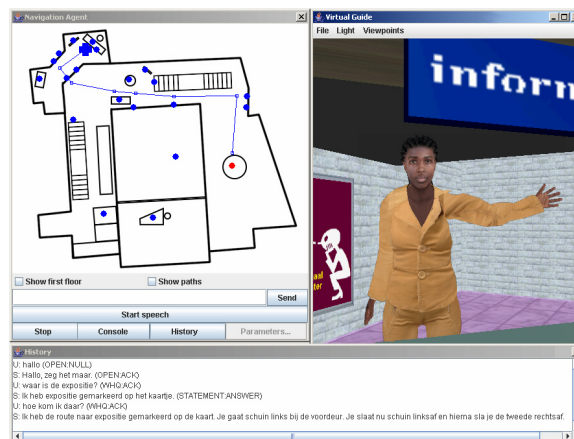 Navigation Agent
Show first floor
Show paths
Send
Start speech
Stop
Console
History
Parameters...
Virtual Guide
File Light Viewpoints
inform
aal
ter
History
U: hallo (OPEN:NULL)
S: Hallo, zeg het maar. (OPEN:ACK)
U: waar is de expositie? (WHQ:ACK)
S: Ik heb expositie gemarkeerd op het kaartje. (STATEMENT:ANSWER)
U: hoe kom ik daar? (WHQ:ACK)
S: Ik heb de route naar expositie gemarkeerd op de kaart. Je gaat schuin links bij de voordeur. Je slaat nu schuin linksaf en hierna sla je de tweede rechtsaf.